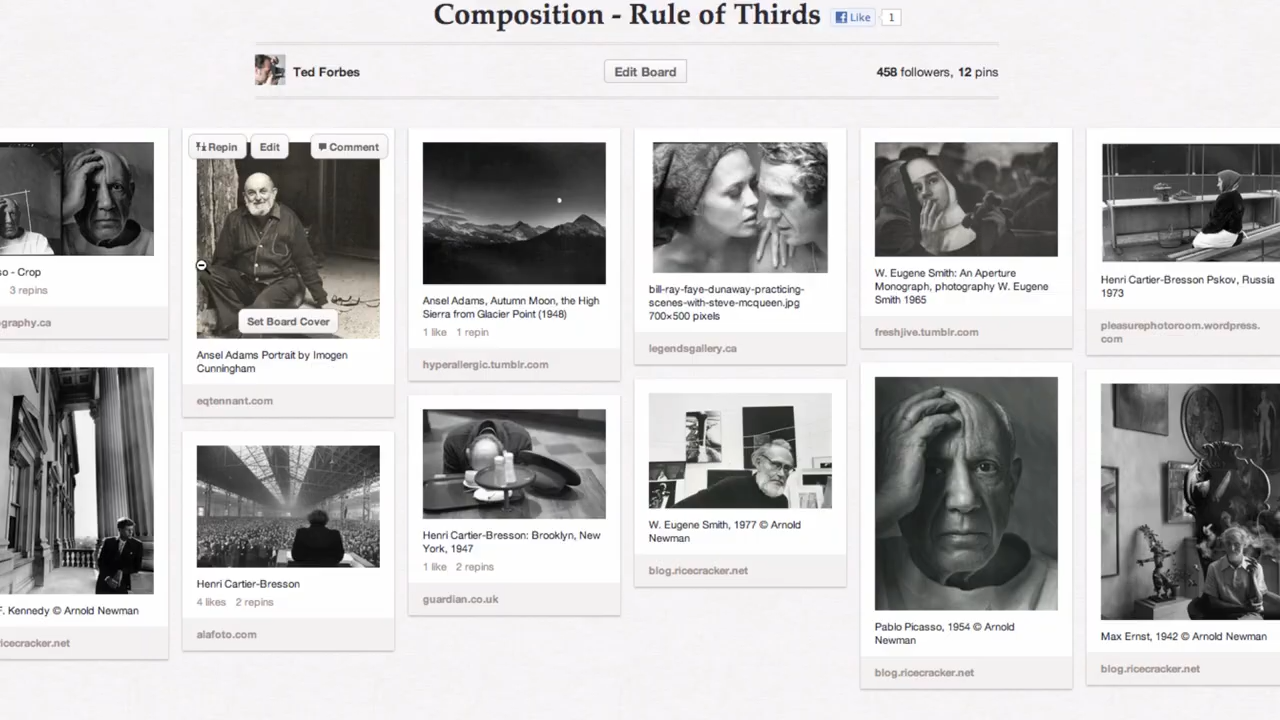 Composition - Rule of Thirds
Like
1
Ted Forbes
Edit Board
458 followers, 12 pins
so - Crop
3 repins
ography.ca
F. Kennedy © Arnold Newman
ricecracker.net
Repin
Edit
Comment
Set Board Cover
Ansel Adams Portrait by Imogen
Cunningham
eqtennant.com
Henri Cartier-Bresson
4 likes 2 repins
alafoto.com
Ansel Adams, Autumn Moon, the High
Sierra from Glacier Point (1948)
1 like 1 repin
hyperallergic.tumblr.com
Henri Cartier-Bresson: Brooklyn, New
York, 1947
1 like 2 repins
guardian.co.uk
bill-ray-faye-dunaway-practicing-
scenes-with-steve-mcqueen.jpg
700×500 pixels
legendsgallery.ca
W. Eugene Smith, 1977 © Arnold
Newman
blog.ricecracker.net
W. Eugene Smith: An Aperture
Monograph, photography W. Eugene
Smith 1965
freshjive.tumblr.com
Pablo Picasso, 1954 © Arnold
Newman
blog.ricecracker.net
Henri Cartier-Bresson Pskov, Russia
1973
pleasurephotoroom.wordpress.
com
Max Ernst, 1942 © Arnold Newman
blog.ricecracker.net